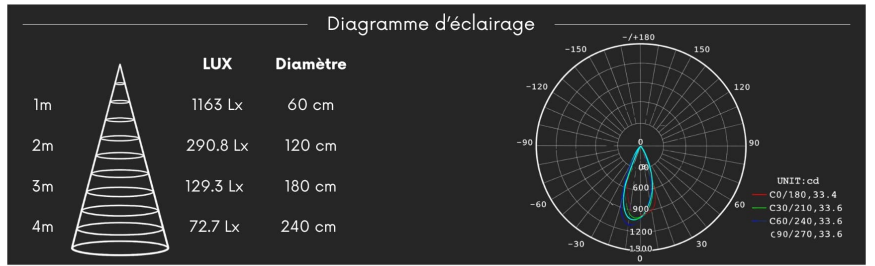 Diagramme d'éclairage
LUX Diamètre
1m 1163 Lx 60 cm
2m 290.8 Lx 120 cm
3m 129.3 Lx 180 cm
4m 72.7 Lx 240 cm
-/+180
-150 150
-120 120
-90 0 90
600
-60 900 60
1200
-30 1500 30
0
UNIT:cd
C0/180,33.4
C30/210,33.6
C60/240,33.6
C90/270,33.6